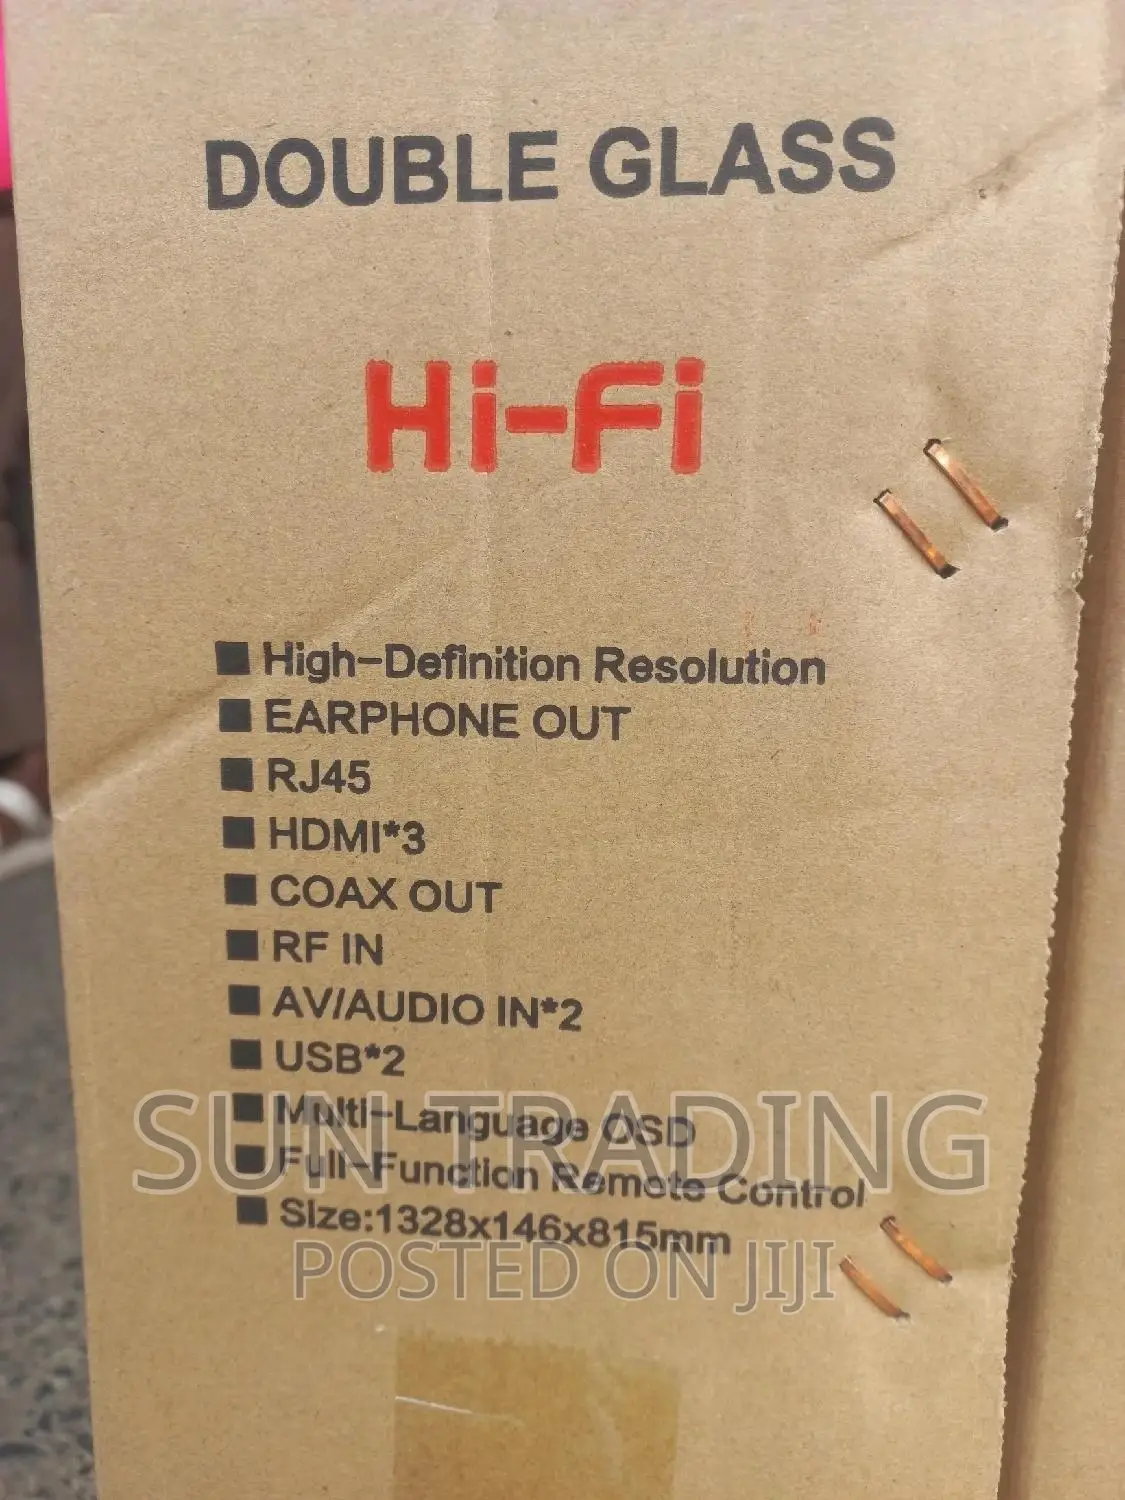 DOUBLE GLASS
Hi-Fi
■ High-Definition Resolution
■ EARPHONE OUT
■ RJ45
■ HDMI*3
■ COAX OUT
■ RF IN
■ AV/AUDIO IN*2
■ USB*2
■ Multi-Language OSD
■ Full-Function Remote Control
■ Size:1328x146x815mm
SUN TRADING
POSTED ON JIJI